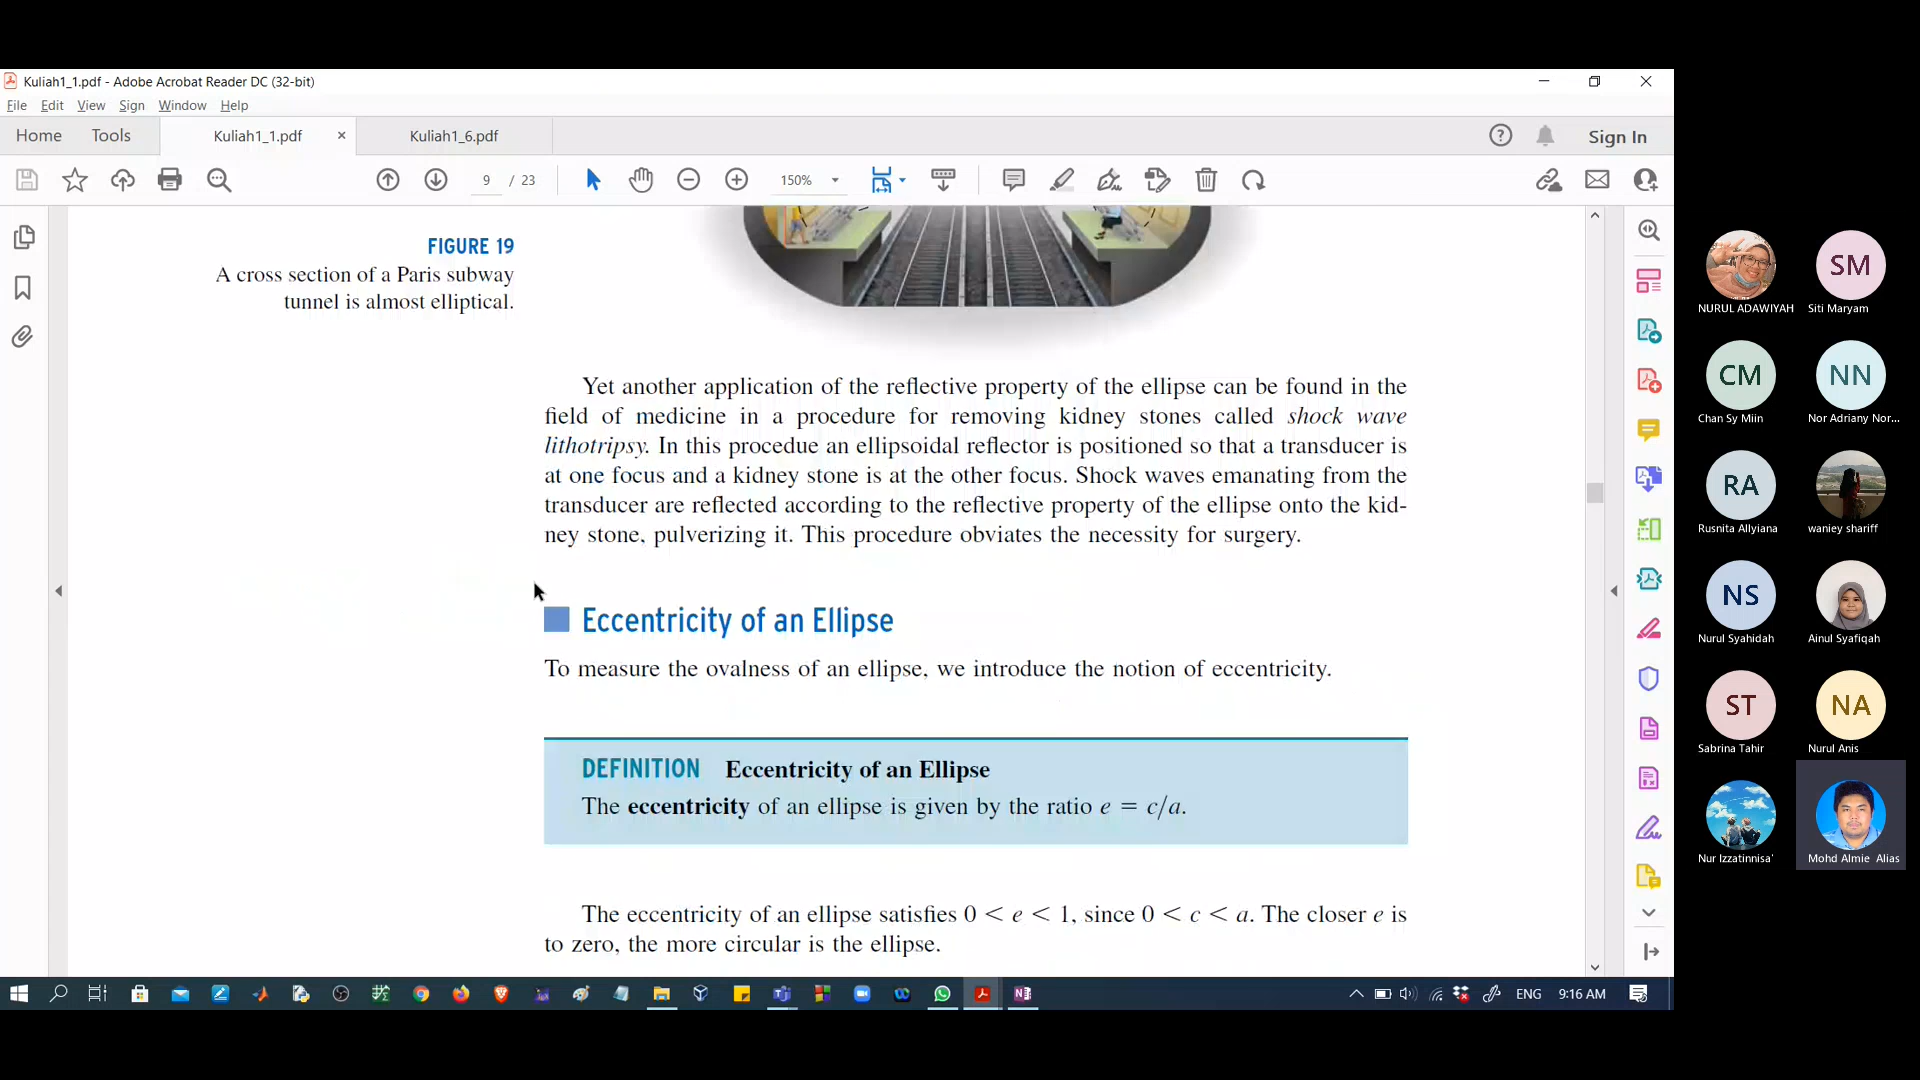 Kuliah1_1.pdf - Adobe Acrobat Reader DC (32-bit)
File Edit View Sign Window Help
Home Tools Kuliah1_1.pdf × Kuliah1_6.pdf Sign In
9 / 23 150%
FIGURE 19
A cross section of a Paris subway
tunnel is almost elliptical.
Yet another application of the reflective property of the ellipse can be found in the
field of medicine in a procedure for removing kidney stones called shock wave
lithotripsy. In this procedue an ellipsoidal reflector is positioned so that a transducer is
at one focus and a kidney stone is at the other focus. Shock waves emanating from the
transducer are reflected according to the reflective property of the ellipse onto the kid-
ney stone, pulverizing it. This procedure obviates the necessity for surgery.
Eccentricity of an Ellipse
To measure the ovalness of an ellipse, we introduce the notion of eccentricity.
DEFINITION Eccentricity of an Ellipse
The eccentricity of an ellipse is given by the ratio e = c/a.
The eccentricity of an ellipse satisfies 0 < e < 1, since 0 < c < a. The closer e is
to zero, the more circular is the ellipse.
ENG 9:16 AM
NURUL ADAWIYAH
SM
Siti Maryam
CM
Chan Sy Miin
NN
Nor Adriany Nor...
RA
Rusnita Allyiana
waniey shariff
NS
Nurul Syahidah
Ainul Syafiqah
ST
Sabrina Tahir
NA
Nurul Anis
Nur Izzatinnisa'
Mohd Almie Alias